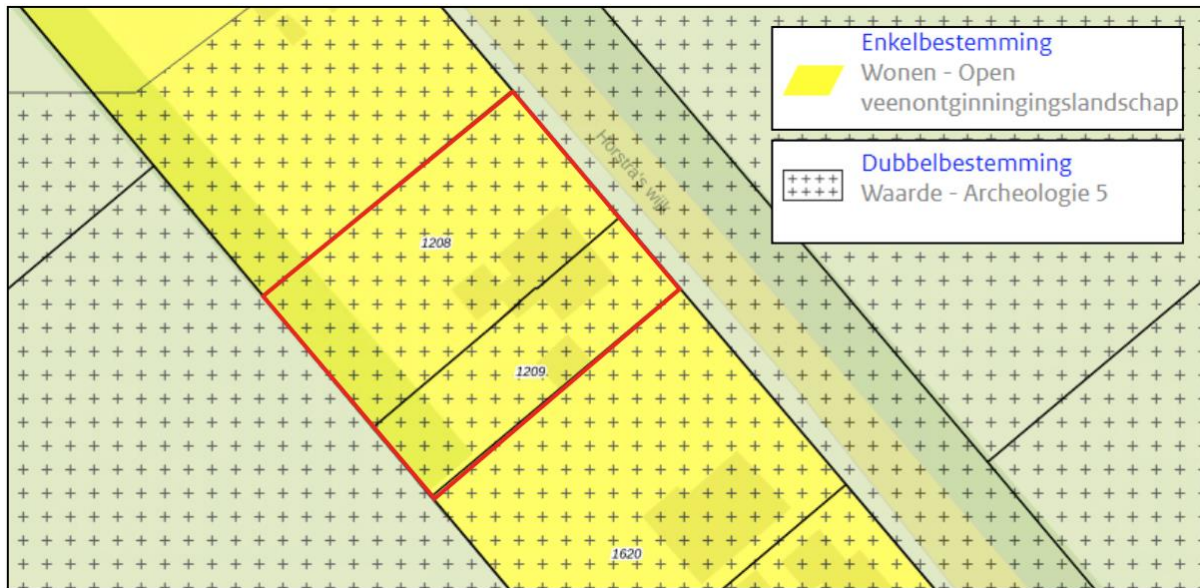 Enkelbestemming
Wonen - Open
veenontginningingslandschap
Dubbelbestemming
Waarde - Archeologie 5
Horstra's wijk
1208
1209
1620